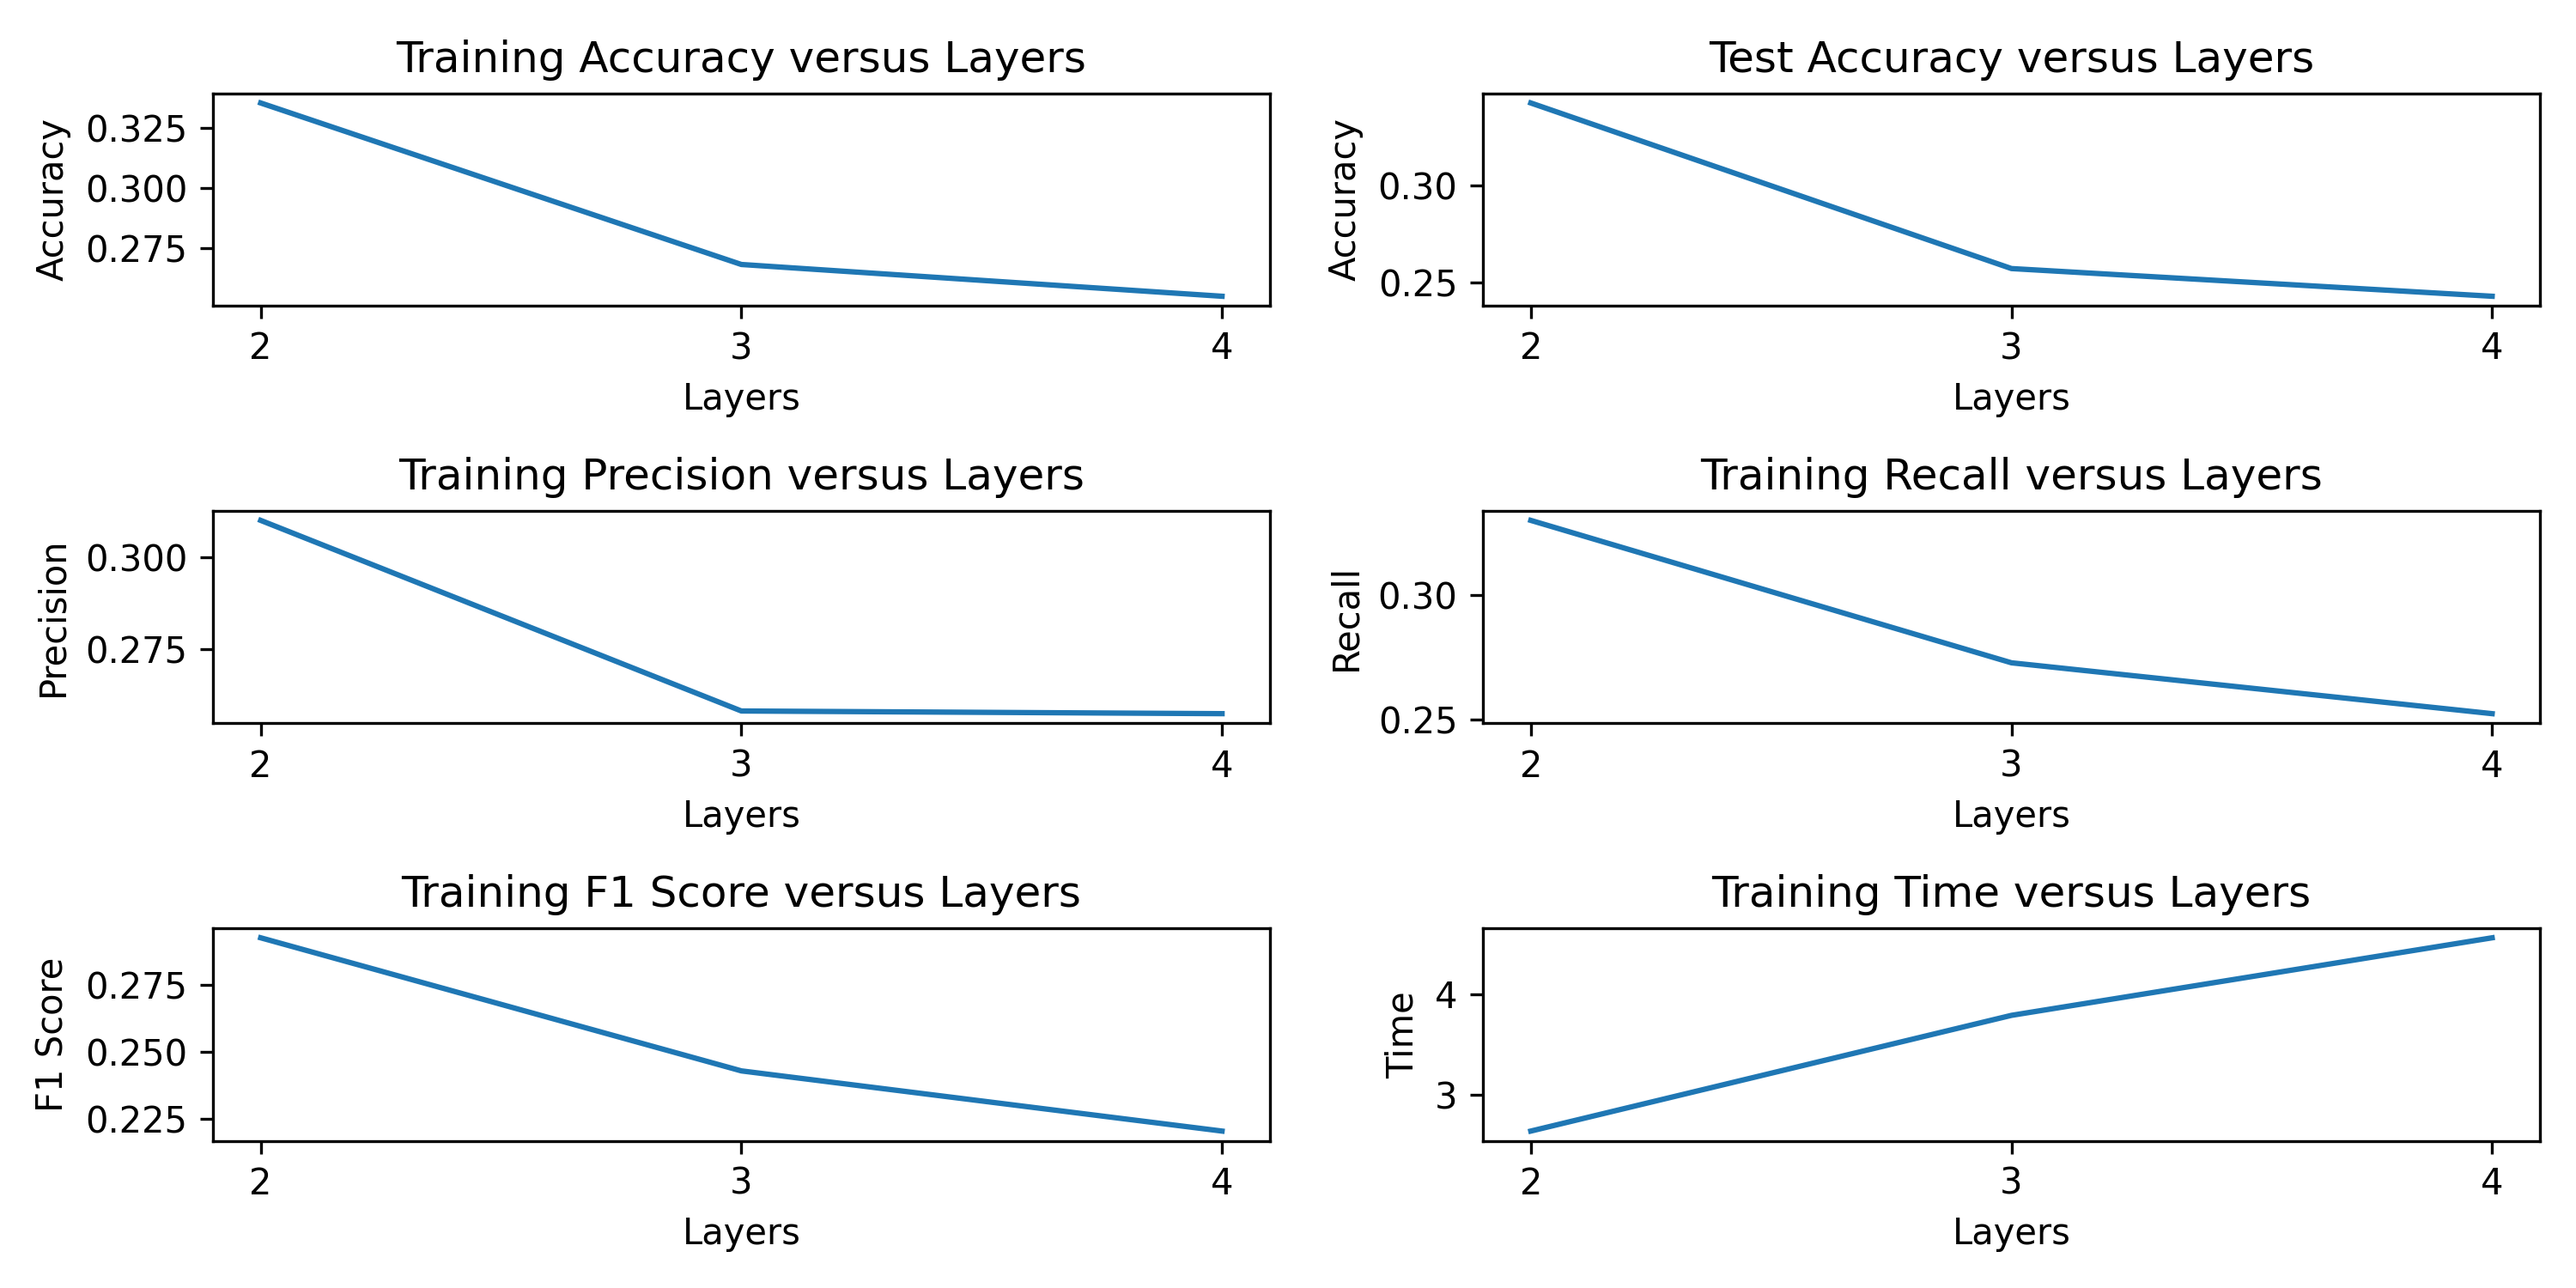 Training Accuracy versus Layers
Accuracy
0.325
0.300
0.275
2 3 4
Layers
Test Accuracy versus Layers
Accuracy
0.30
0.25
2 3 4
Layers
Training Precision versus Layers
Precision
0.300
0.275
2 3 4
Layers
Training Recall versus Layers
Recall
0.30
0.25
2 3 4
Layers
Training F1 Score versus Layers
F1 Score
0.275
0.250
0.225
2 3 4
Layers
Training Time versus Layers
Time
4
3
2 3 4
Layers